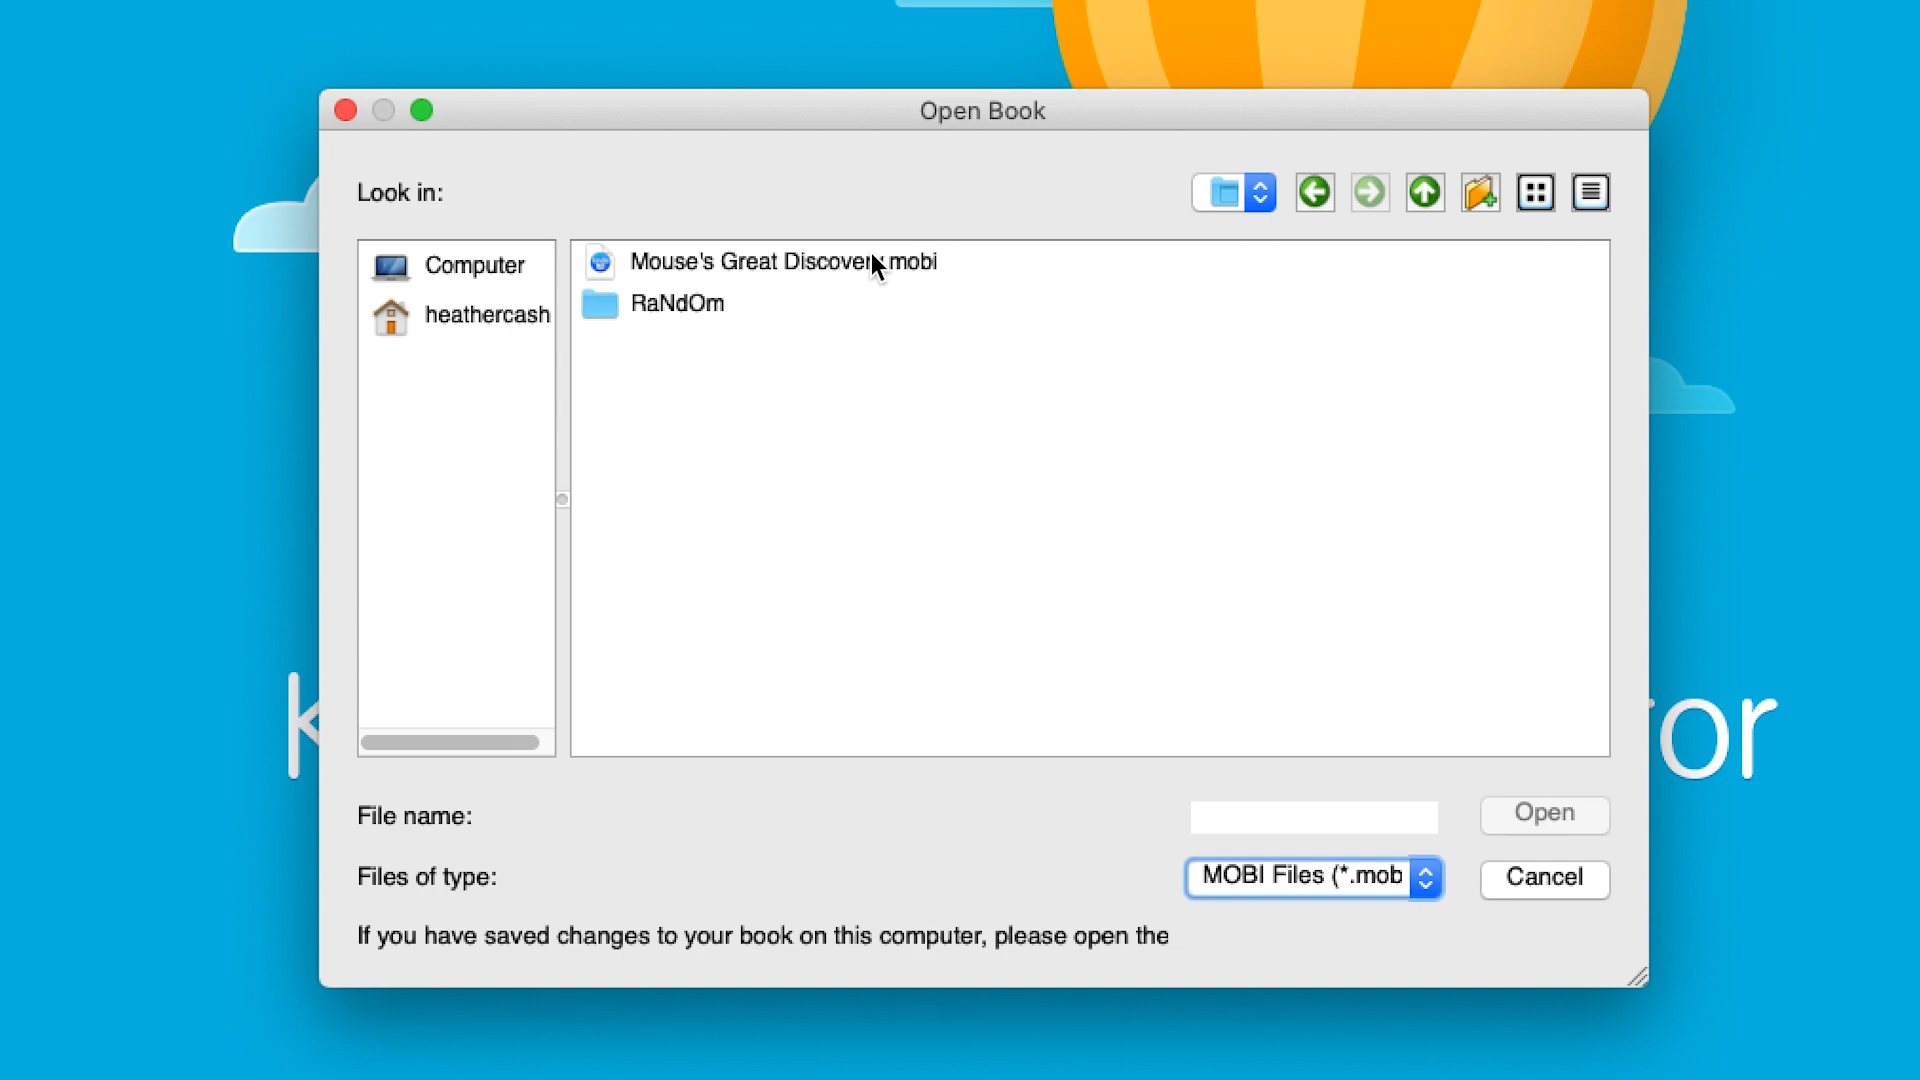 Open Book
Look in:
Computer
heathercash
Mouse's Great Discovery.mobi
RaNdOm
File name:
Open
Files of type:
MOBI Files (*.mob
Cancel
If you have saved changes to your book on this computer, please open the
K
or